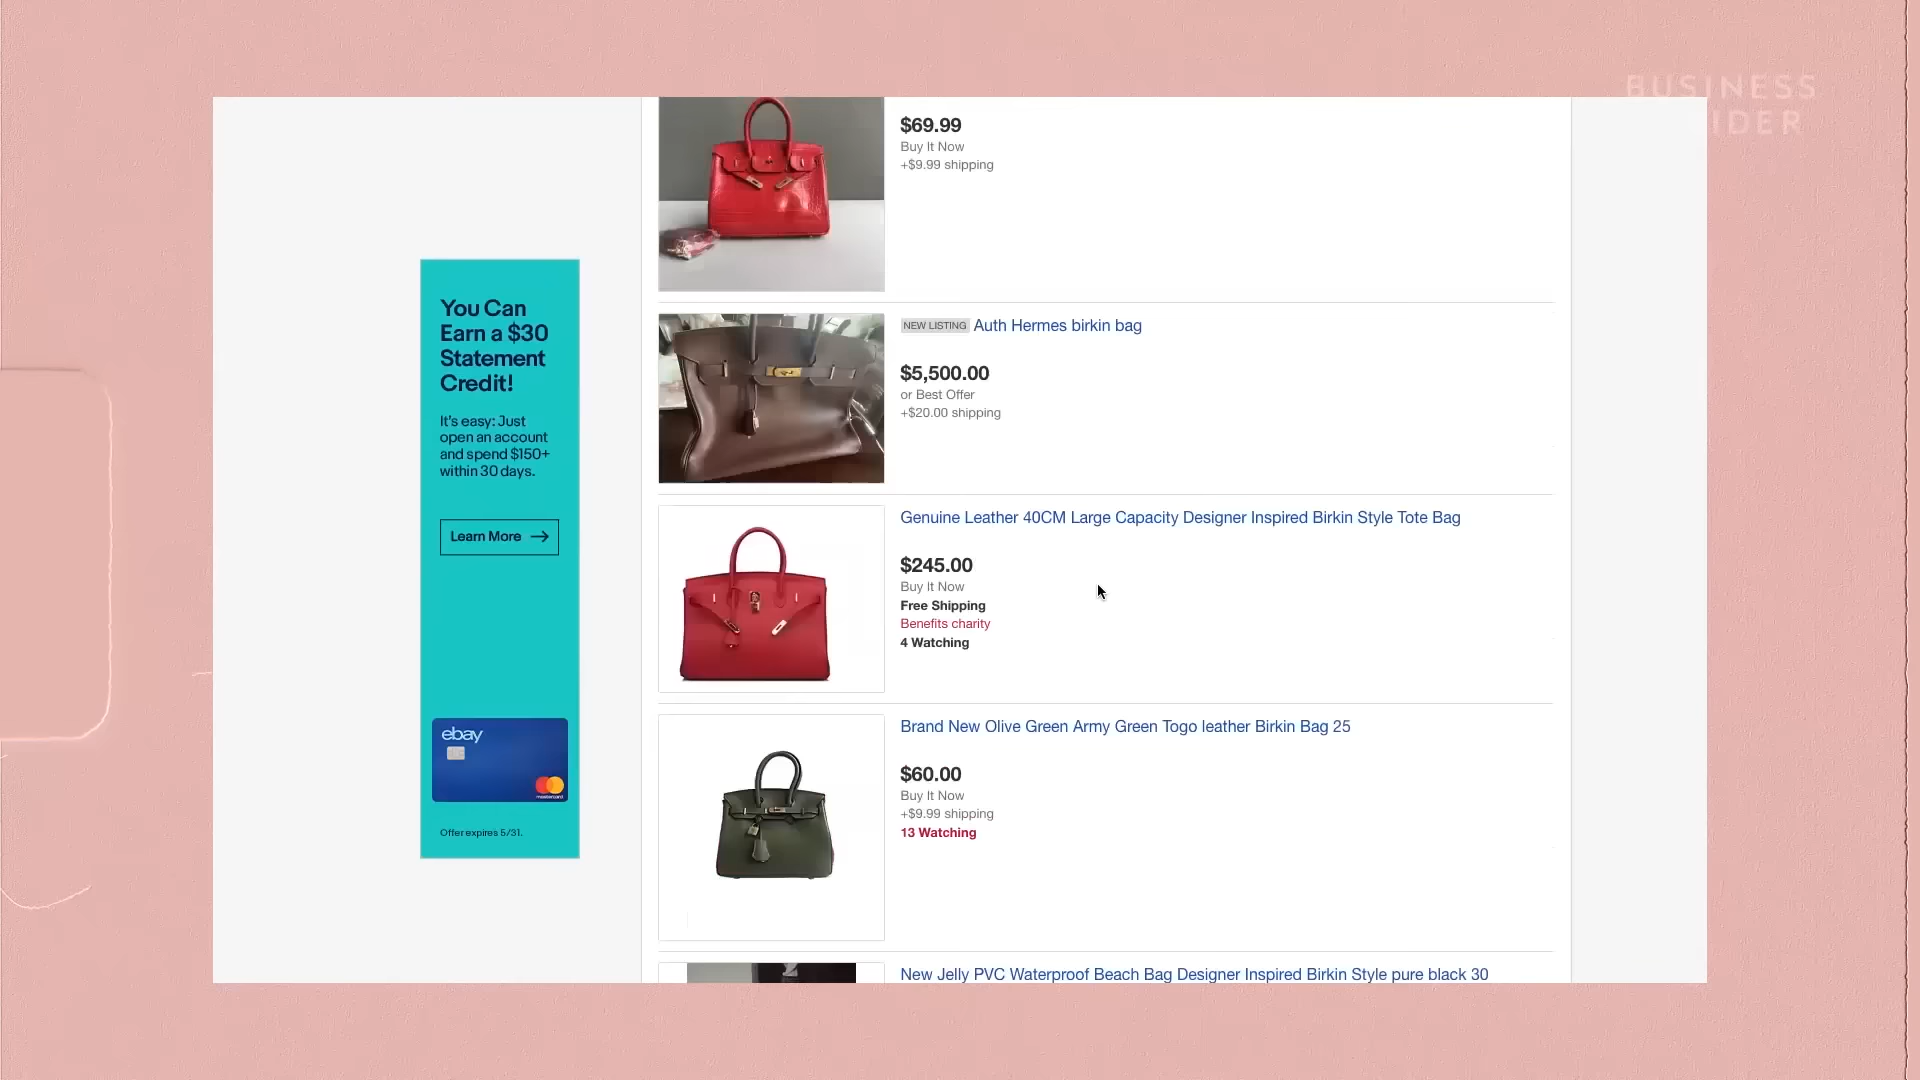 BUSINESS
IDER
$69.99
Buy It Now
+$9.99 shipping
You Can
Earn a $30
Statement
Credit!
It's easy: Just
open an account
and spend $150+
within 30 days.
Learn More
ebay
mastercard
Offer expires 5/31.
NEW LISTING Auth Hermes birkin bag
$5,500.00
or Best Offer
+$20.00 shipping
Genuine Leather 40CM Large Capacity Designer Inspired Birkin Style Tote Bag
$245.00
Buy It Now
Free Shipping
Benefits charity
4 Watching
Brand New Olive Green Army Green Togo leather Birkin Bag 25
$60.00
Buy It Now
+$9.99 shipping
13 Watching
New Jelly PVC Waterproof Beach Bag Designer Inspired Birkin Style pure black 30